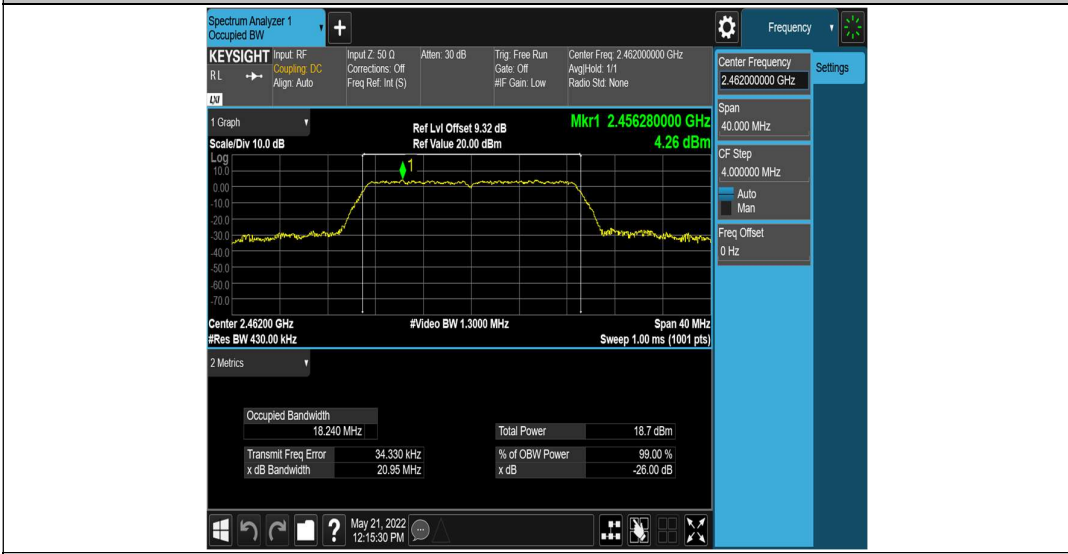 Spectrum Analyzer 1
Occupied BW
Frequency
KEYSIGHT
RL
LXI
Input: RF
Coupling: DC
Align: Auto
Input Z: 50 Ω
Corrections: Off
Freq Ref: Int (S)
Atten: 30 dB
Trig: Free Run
Gate: Off
#IF Gain: Low
Center Freq: 2.462000000 GHz
Avg|Hold: 1/1
Radio Std: None
Center Frequency
2.462000000 GHz
Settings
Span
40.000 MHz
CF Step
4.000000 MHz
Auto
Man
Freq Offset
0 Hz
1 Graph
Scale/Div 10.0 dB
Ref Lvl Offset 9.32 dB
Ref Value 20.00 dBm
Mkr1 2.456280000 GHz
4.26 dBm
Log
10.0
0.00
-10.0
-20.0
-30.0
-40.0
-50.0
-60.0
-70.0
1
Center 2.46200 GHz
#Video BW 1.3000 MHz
Span 40 MHz
#Res BW 430.00 kHz
Sweep 1.00 ms (1001 pts)
2 Metrics
Occupied Bandwidth
18.240 MHz
Total Power 18.7 dBm
Transmit Freq Error 34.330 kHz
% of OBW Power 99.00 %
x dB Bandwidth 20.95 MHz
x dB -26.00 dB
?
May 21, 2022
12:15:30 PM